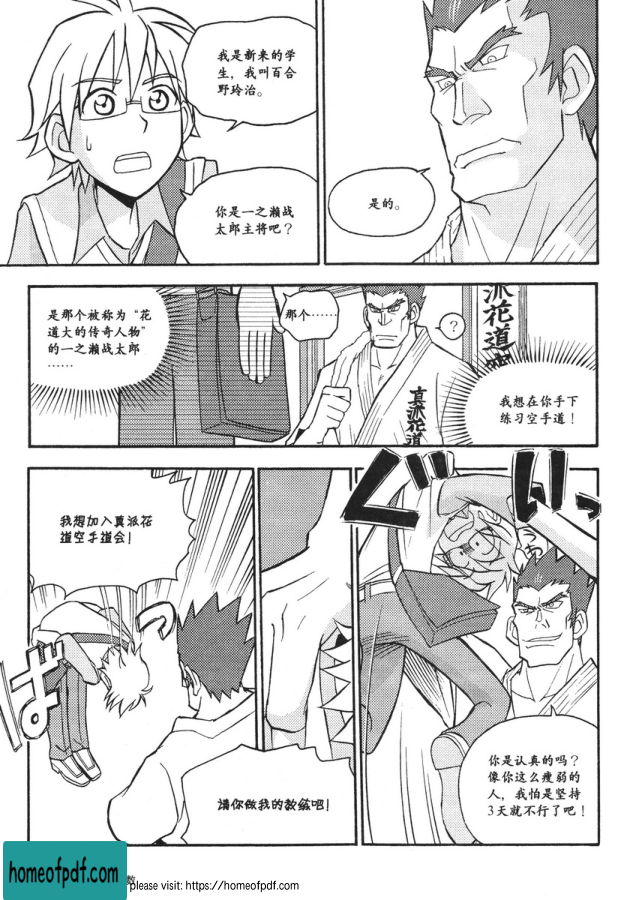 我是新来的学
生，我叫百合
野玲治。
你是一之濑战
太郎主将吧？
是的。
是那个被称为“花
道大的传奇人物”
的一之濑战太郎
……
那个……
?
派花道
真派花道
我想在你手下
练习空手道！
我想加入真派花
道空手道会！
ばっ
请你做我的教练吧！
ぐいっ
你是认真的吗？
像你这么瘦弱的
人，我怕是坚持
3天就不行了吧！
homeofpdf.com
数
please visit: https://homeofpdf.com